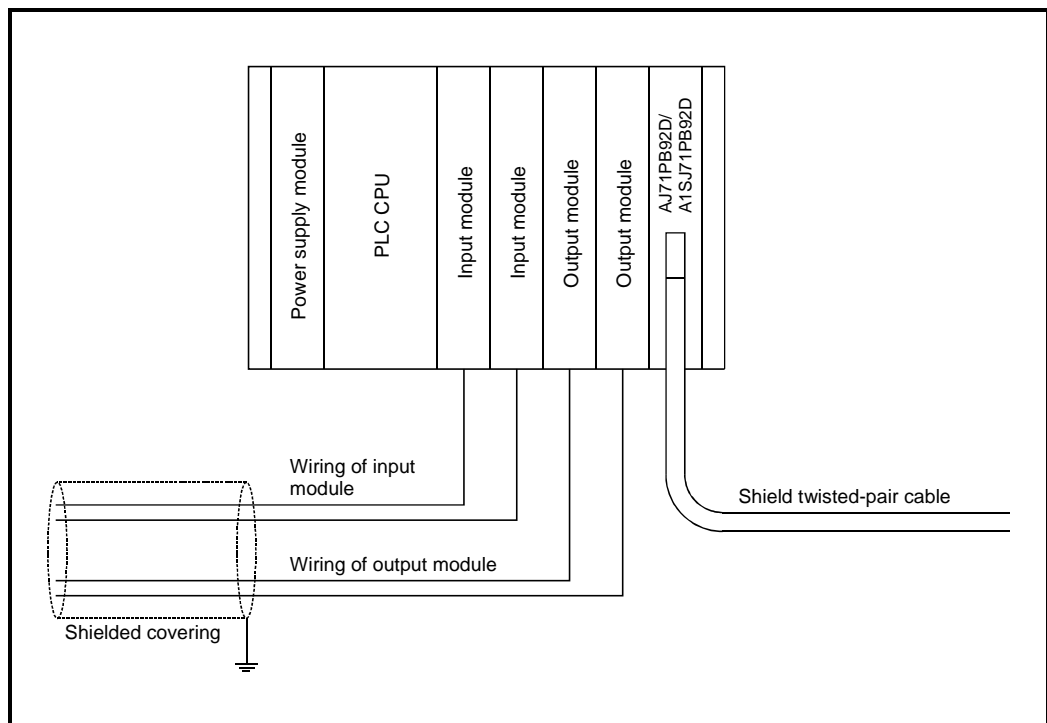 Power supply module
PLC CPU
Input module
Input module
Output module
Output module
AJ71PB92D/
A1SJ71PB92D
Wiring of input
module
Shield twisted-pair cable
Wiring of output module
Shielded covering